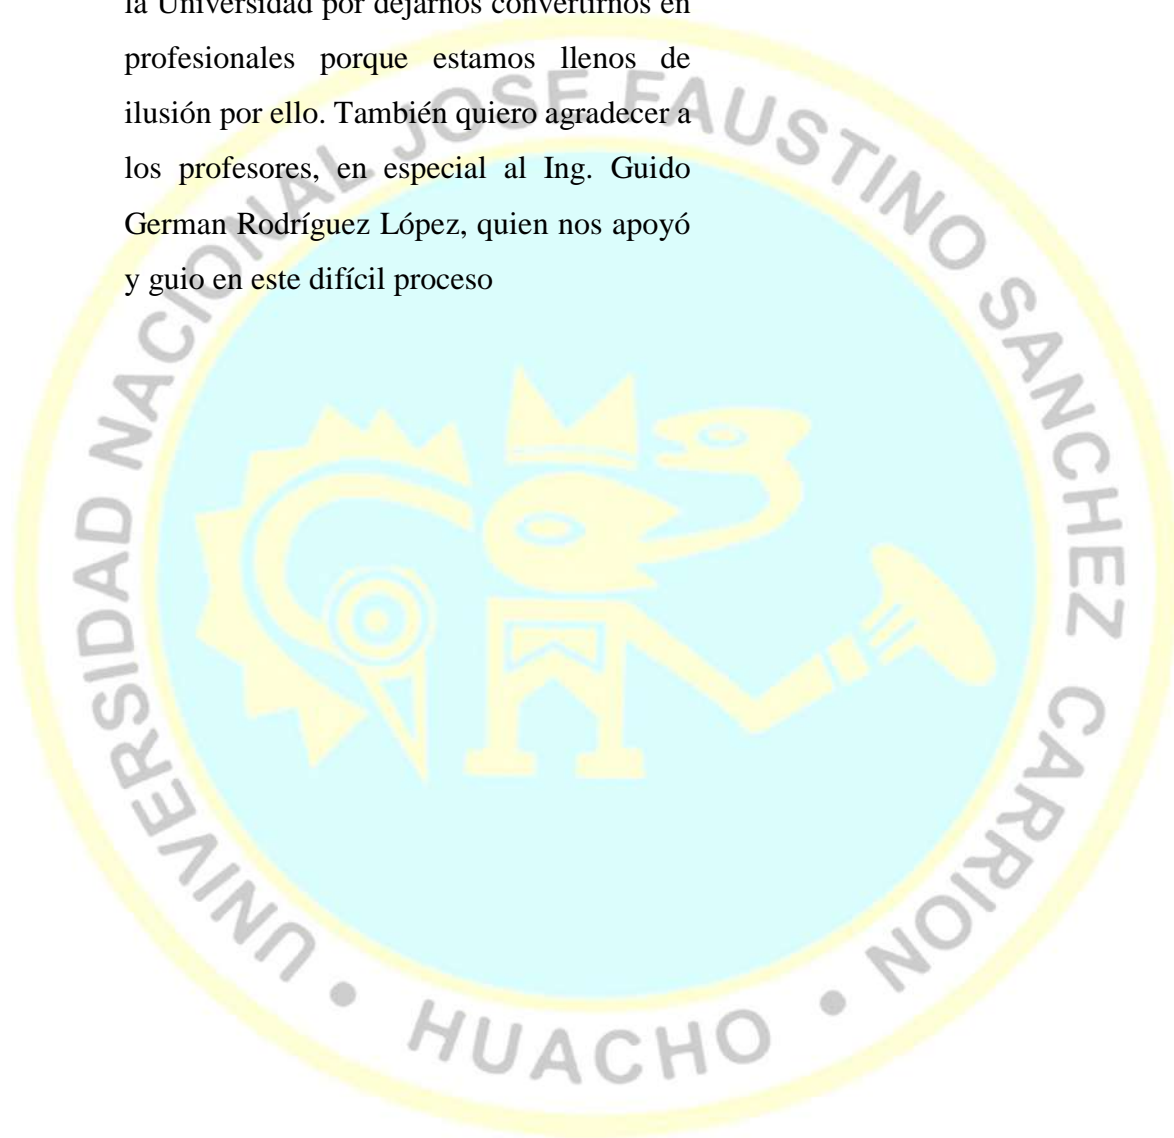 la Universidad por dejarnos convertirnos en
profesionales porque estamos llenos de
ilusión por ello. También quiero agradecer a
los profesores, en especial al Ing. Guido
German Rodríguez López, quien nos apoyó
y guio en este difícil proceso
UNIVERSIDAD NACIONAL JOSE FAUSTINO SANCHEZ CARRION
• HUACHO •